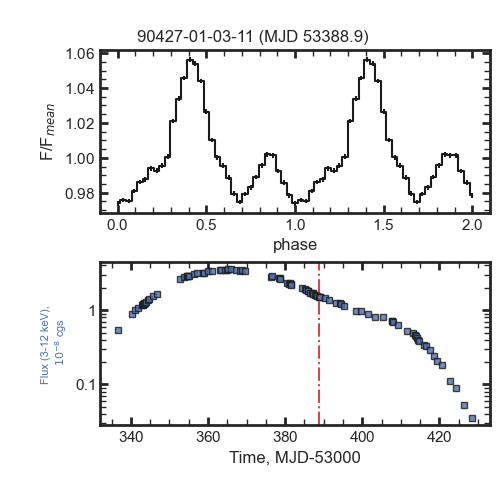 90427-01-03-11 (MJD 53388.9)
1.06
1.04
1.02
1.00
0.98
F/Fmean
0.0
0.5
1.0
1.5
2.0
phase
Flux (3-12 keV),
10⁻⁸ cgs
1
0.1
340
360
380
400
420
Time, MJD-53000